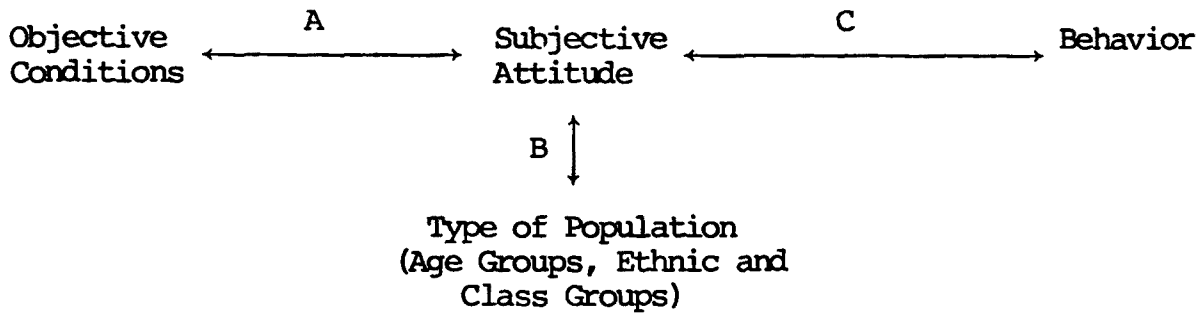 A
C
Objective
Conditions
Subjective
Attitude
Behavior
B
Type of Population
(Age Groups, Ethnic and
Class Groups)